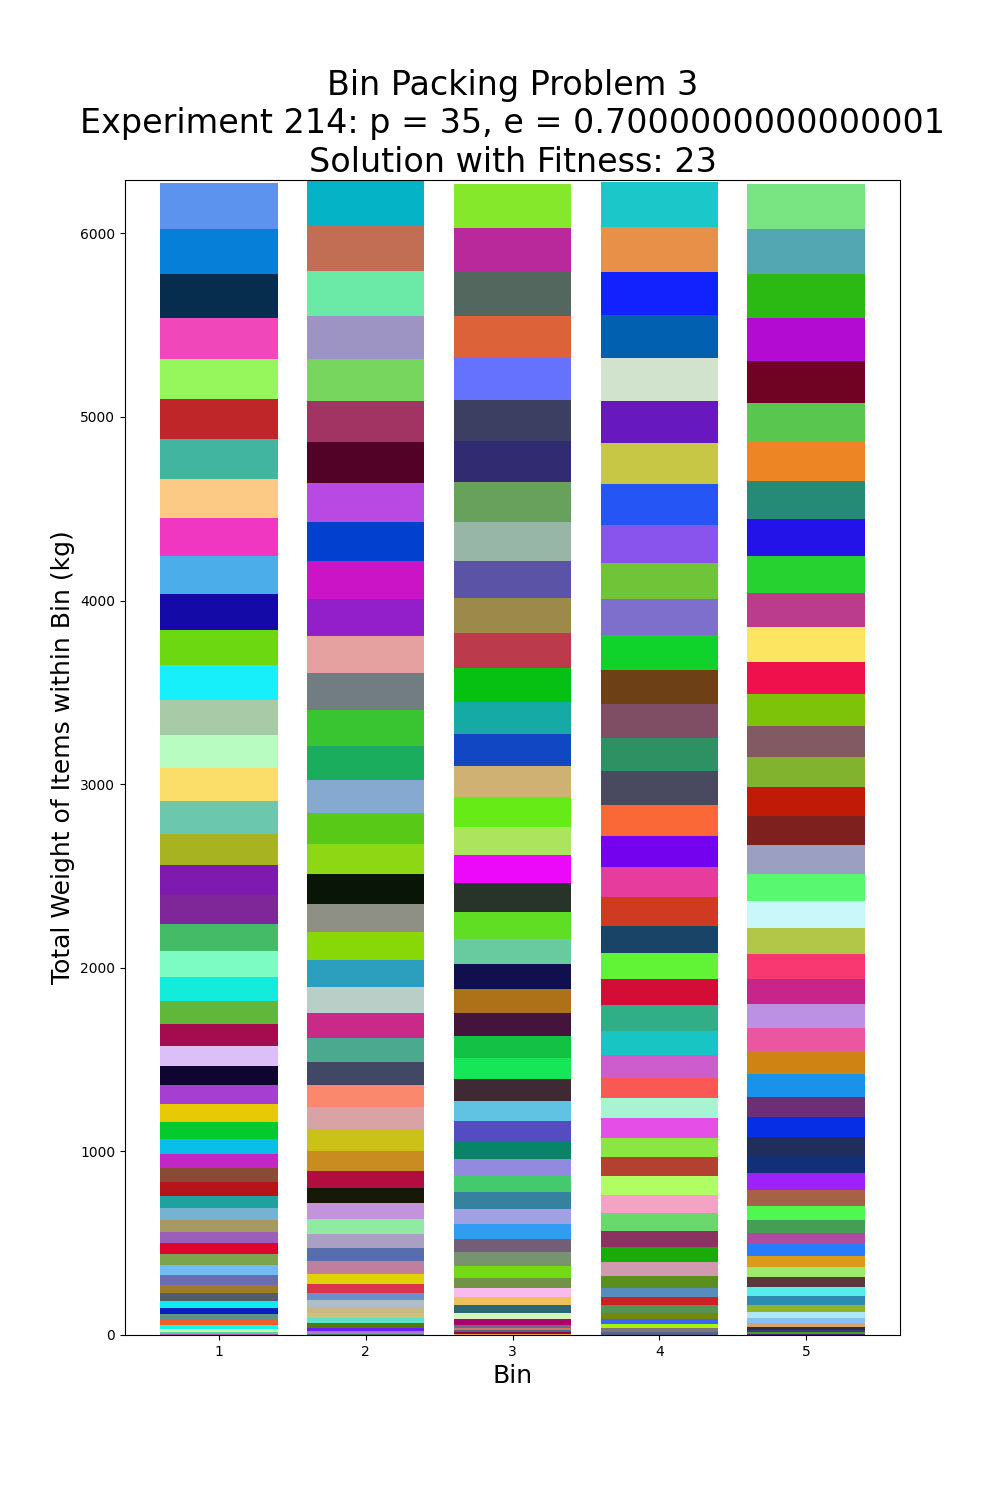 Bin Packing Problem 3
Experiment 214: p = 35, e = 0.7000000000000001
Solution with Fitness: 23
Total Weight of Items within Bin (kg)
6000
5000
4000
3000
2000
1000
0
1 2 3 4 5
Bin